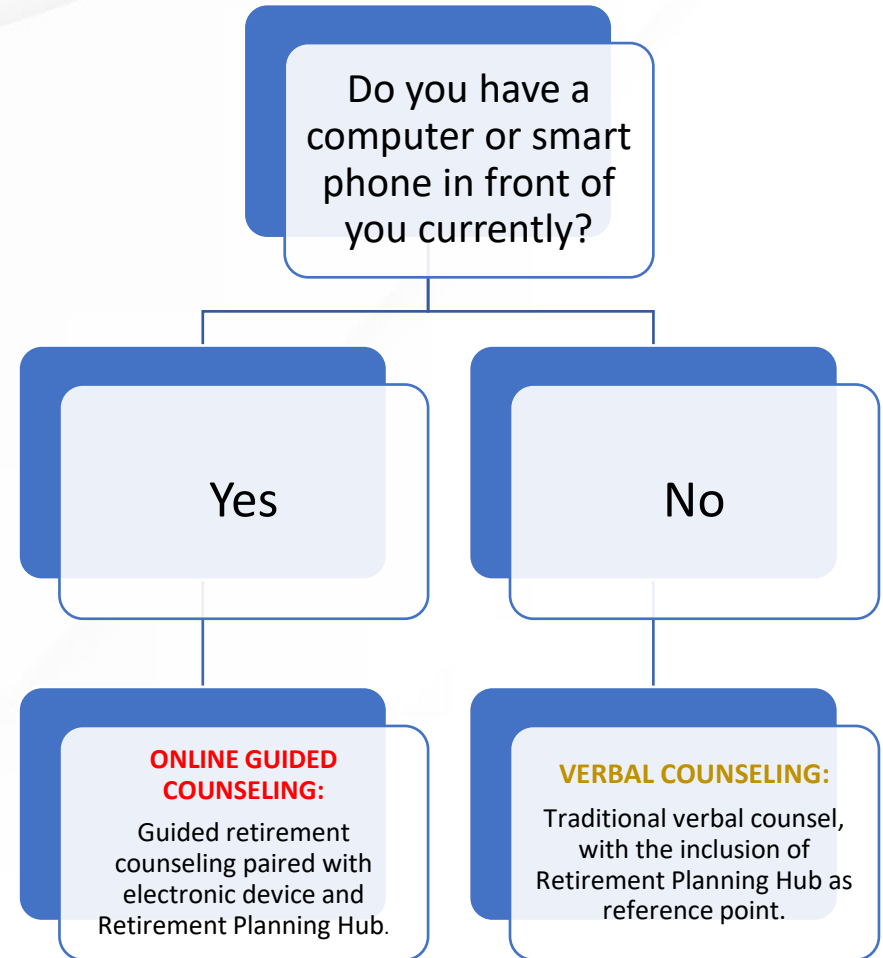 Do you have a
computer or smart
phone in front of
you currently?
Yes
No
ONLINE GUIDED
COUNSELING:
Guided retirement
counseling paired with
electronic device and
Retirement Planning Hub.
VERBAL COUNSELING:
Traditional verbal counsel,
with the inclusion of
Retirement Planning Hub as
reference point.